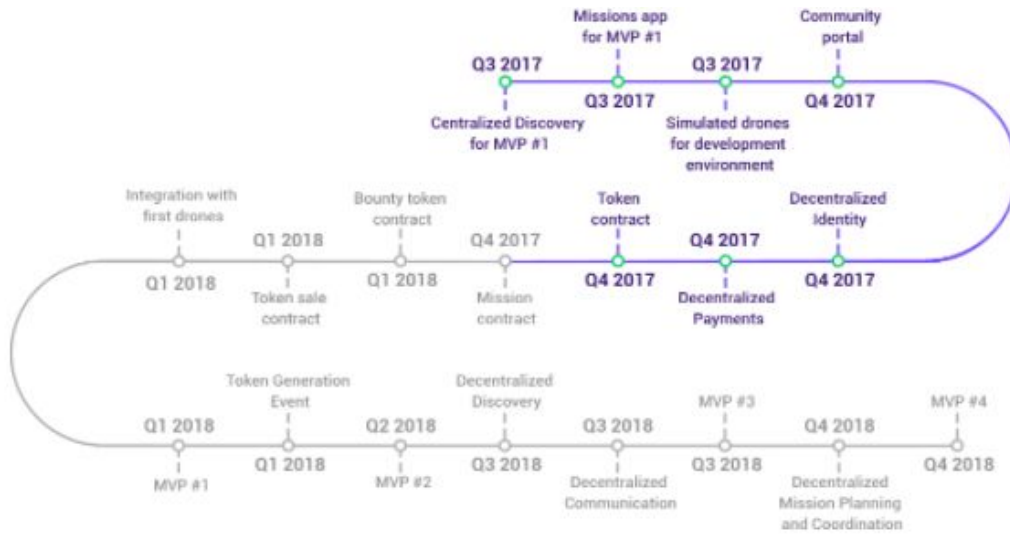 Missions app
for MVP #1
Community
portal
Q3 2017
Q3 2017
Q3 2017
Q4 2017
Centralized Discovery
for MVP #1
Simulated drones
for development
environment
Integration with
first drones
Bounty token
contract
Token
contract
Decentralized
Identity
Q1 2018
Q1 2018
Q1 2018
Q4 2017
Q4 2017
Q4 2017
Q4 2017
Token sale
contract
Mission
contract
Decentralized
Payments
Token Generation
Event
Decentralized
Discovery
MVP #3
MVP #4
Q1 2018
Q1 2018
Q2 2018
Q3 2018
Q3 2018
Q3 2018
Q4 2018
Q4 2018
MVP #1
MVP #2
Decentralized
Communication
Decentralized
Mission Planning
and Coordination